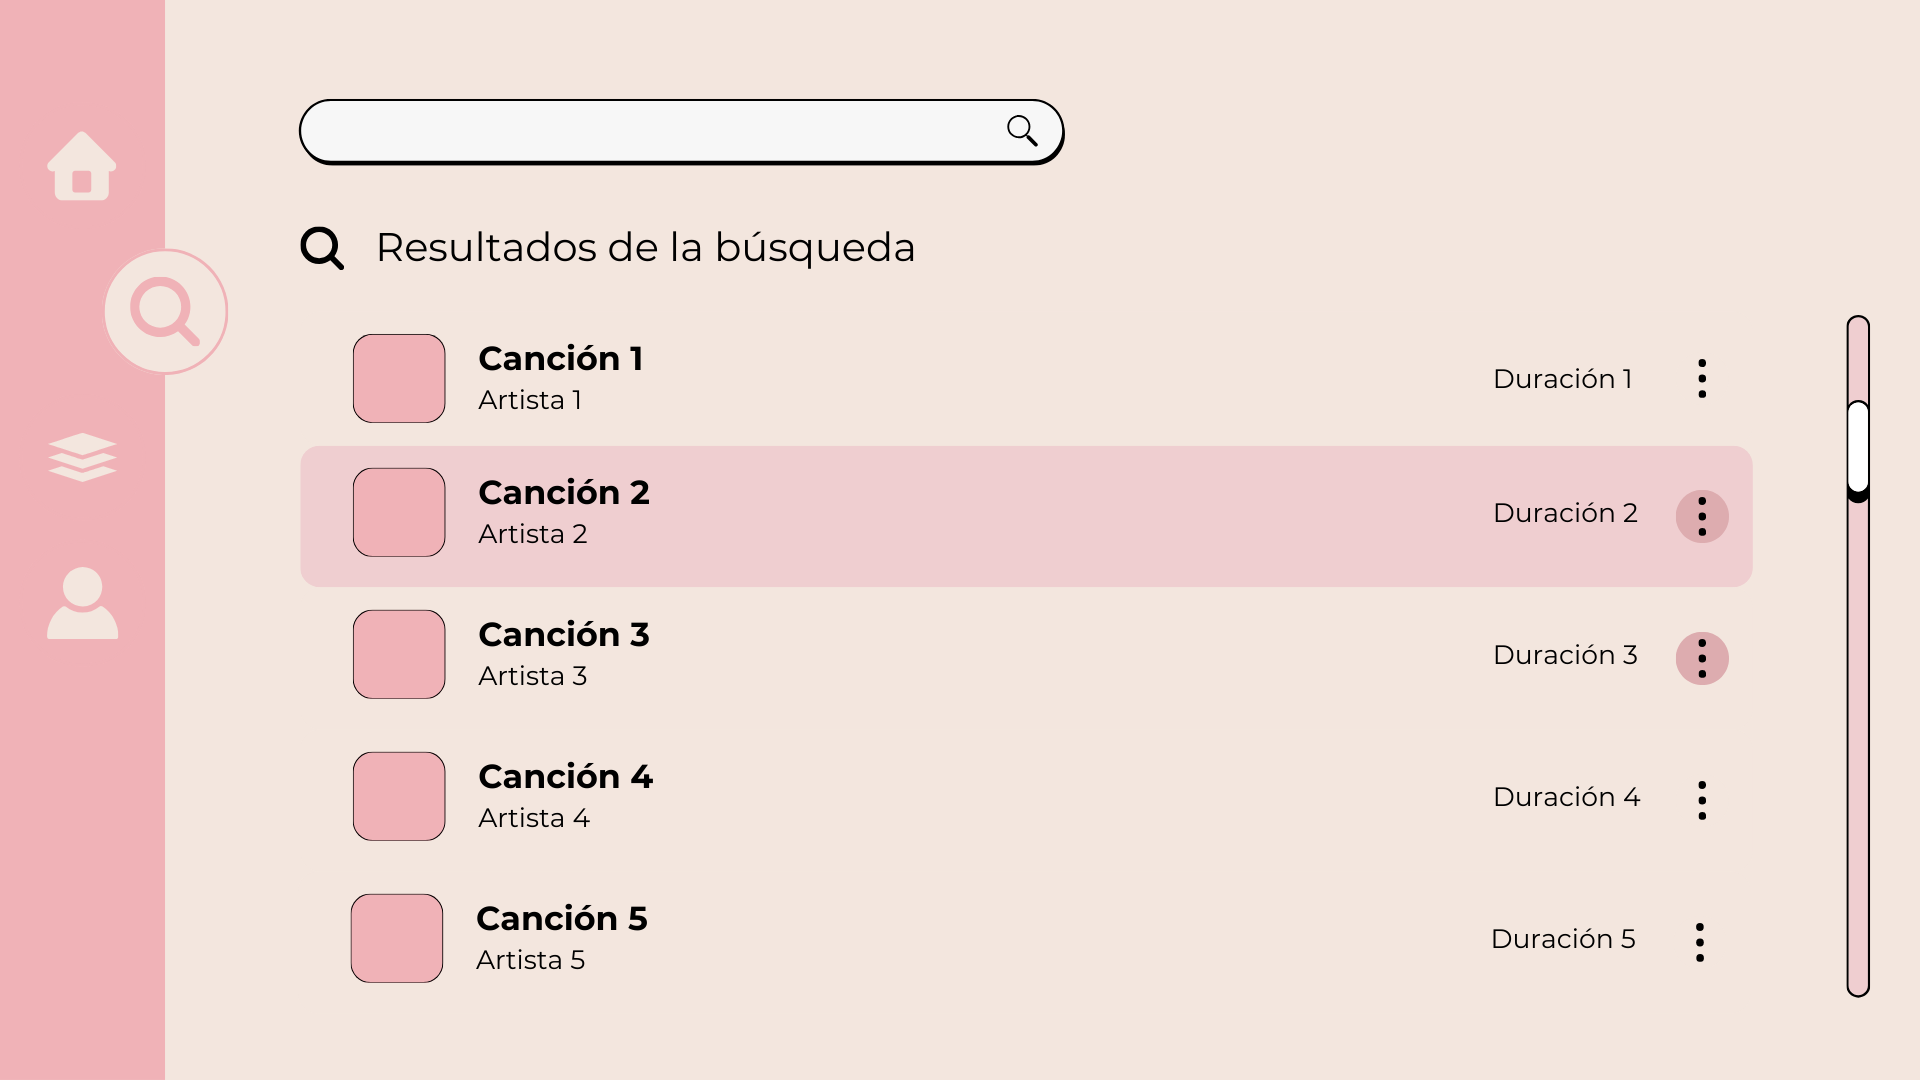 Resultados de la búsqueda
Canción 1
Artista 1
Duración 1
Canción 2
Artista 2
Duración 2
Canción 3
Artista 3
Duración 3
Canción 4
Artista 4
Duración 4
Canción 5
Artista 5
Duración 5